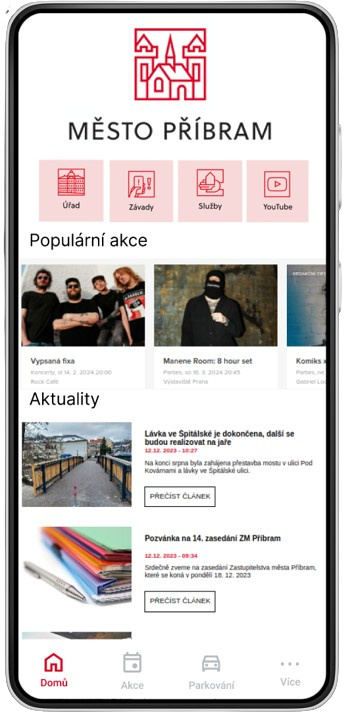 MĚSTO PŘÍBRAM
Úřad
Závady
Služby
YouTube
Populární akce
Vypsaná fixa
Koncerty, st 14. 2. 2024 20:00
Rock Café
Manene Room: 8 hour set
Parties, so 16. 3. 2024 20:45
Výstaviště Praha
Komiks
Parties, ne
Gabriel Loc
Aktuality
Lávka ve Špitálské je dokončena, další se
budou realizovat na jaře
12.12. 2023 - 10:27
Na konci srpna byla zahájena přestavba mostu v ulici Pod
Kovárnami a lávky ve Špitálské ulici.
PŘEČÍST ČLÁNEK
Pozvánka na 14. zasedání ZM Příbram
12.12. 2023 - 09:34
Srdečně zveme na zasedání Zastupitelstva města Příbram,
které se koná v pondělí 18. 12. 2023
PŘEČÍST ČLÁNEK
Domů
Akce
Parkování
Více